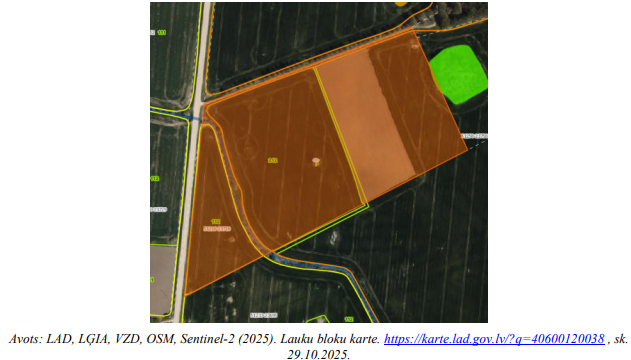 112
Avots: LAD, LĢIA, VZD, OSM, Sentinel-2 (2025). Lauku bloku karte. https://karte.lad.gov.lv/?q=40600120038 , sk.
29.10.2025.